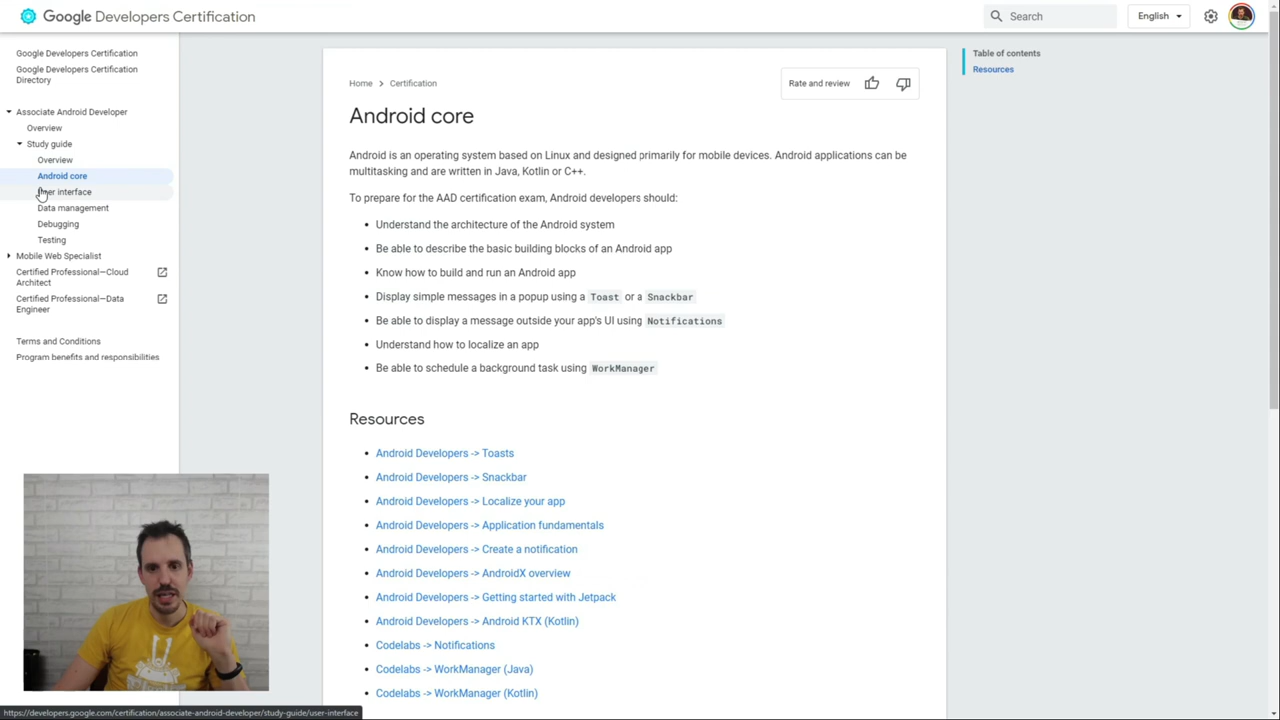 Google Developers Certification
Search
English
Google Developers Certification
Google Developers Certification
Directory
Associate Android Developer
Overview
Study guide
Overview
Android core
User interface
Data management
Debugging
Testing
Mobile Web Specialist
Certified Professional—Cloud
Architect
Certified Professional—Data
Engineer
Terms and Conditions
Program benefits and responsibilities
Home > Certification
Rate and review
Android core
Android is an operating system based on Linux and designed primarily for mobile devices. Android applications can be
multitasking and are written in Java, Kotlin or C++.
To prepare for the AAD certification exam, Android developers should:
• Understand the architecture of the Android system
• Be able to describe the basic building blocks of an Android app
• Know how to build and run an Android app
• Display simple messages in a popup using a Toast or a Snackbar
• Be able to display a message outside your app's UI using Notifications
• Understand how to localize an app
• Be able to schedule a background task using WorkManager
Resources
• Android Developers -> Toasts
• Android Developers -> Snackbar
• Android Developers -> Localize your app
• Android Developers -> Application fundamentals
• Android Developers -> Create a notification
• Android Developers -> AndroidX overview
• Android Developers -> Getting started with Jetpack
• Android Developers -> Android KTX (Kotlin)
• Codelabs -> Notifications
• Codelabs -> WorkManager (Java)
• Codelabs -> WorkManager (Kotlin)
Table of contents
Resources
https://developers.google.com/certification/associate-android-developer/study-guide/user-interface